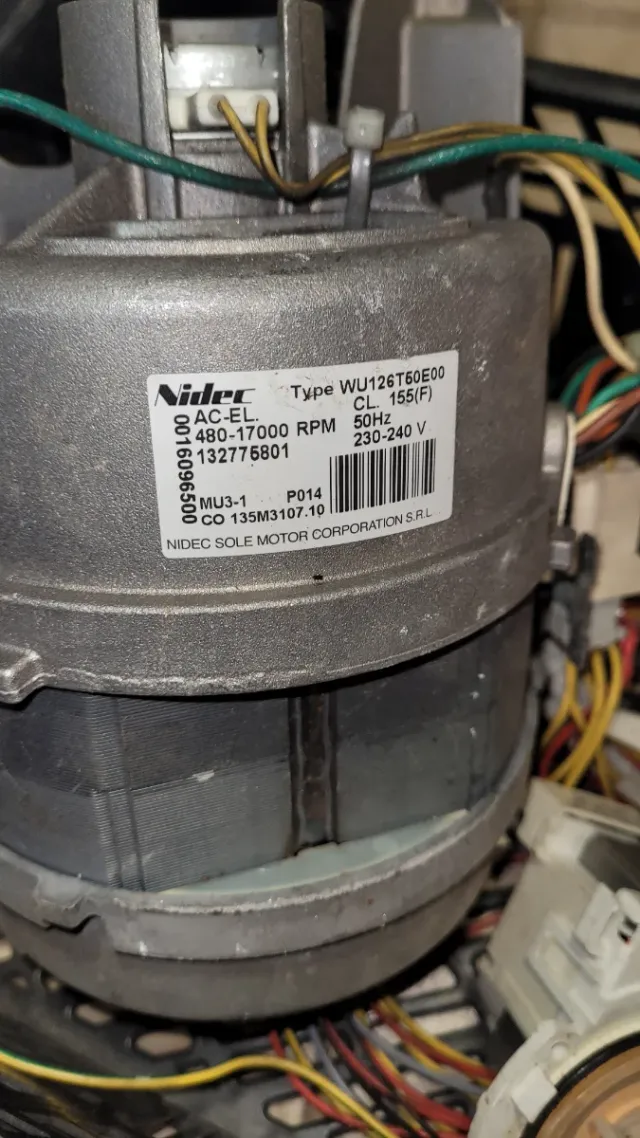 Nidec Type WU126T50E00
AC-EL. CL. 155(F)
480-17000 RPM 50Hz
132775801 230-240 V
0016096500
MU3-1 P014
CO 135M3107.10
NIDEC SOLE MOTOR CORPORATION S.R.L